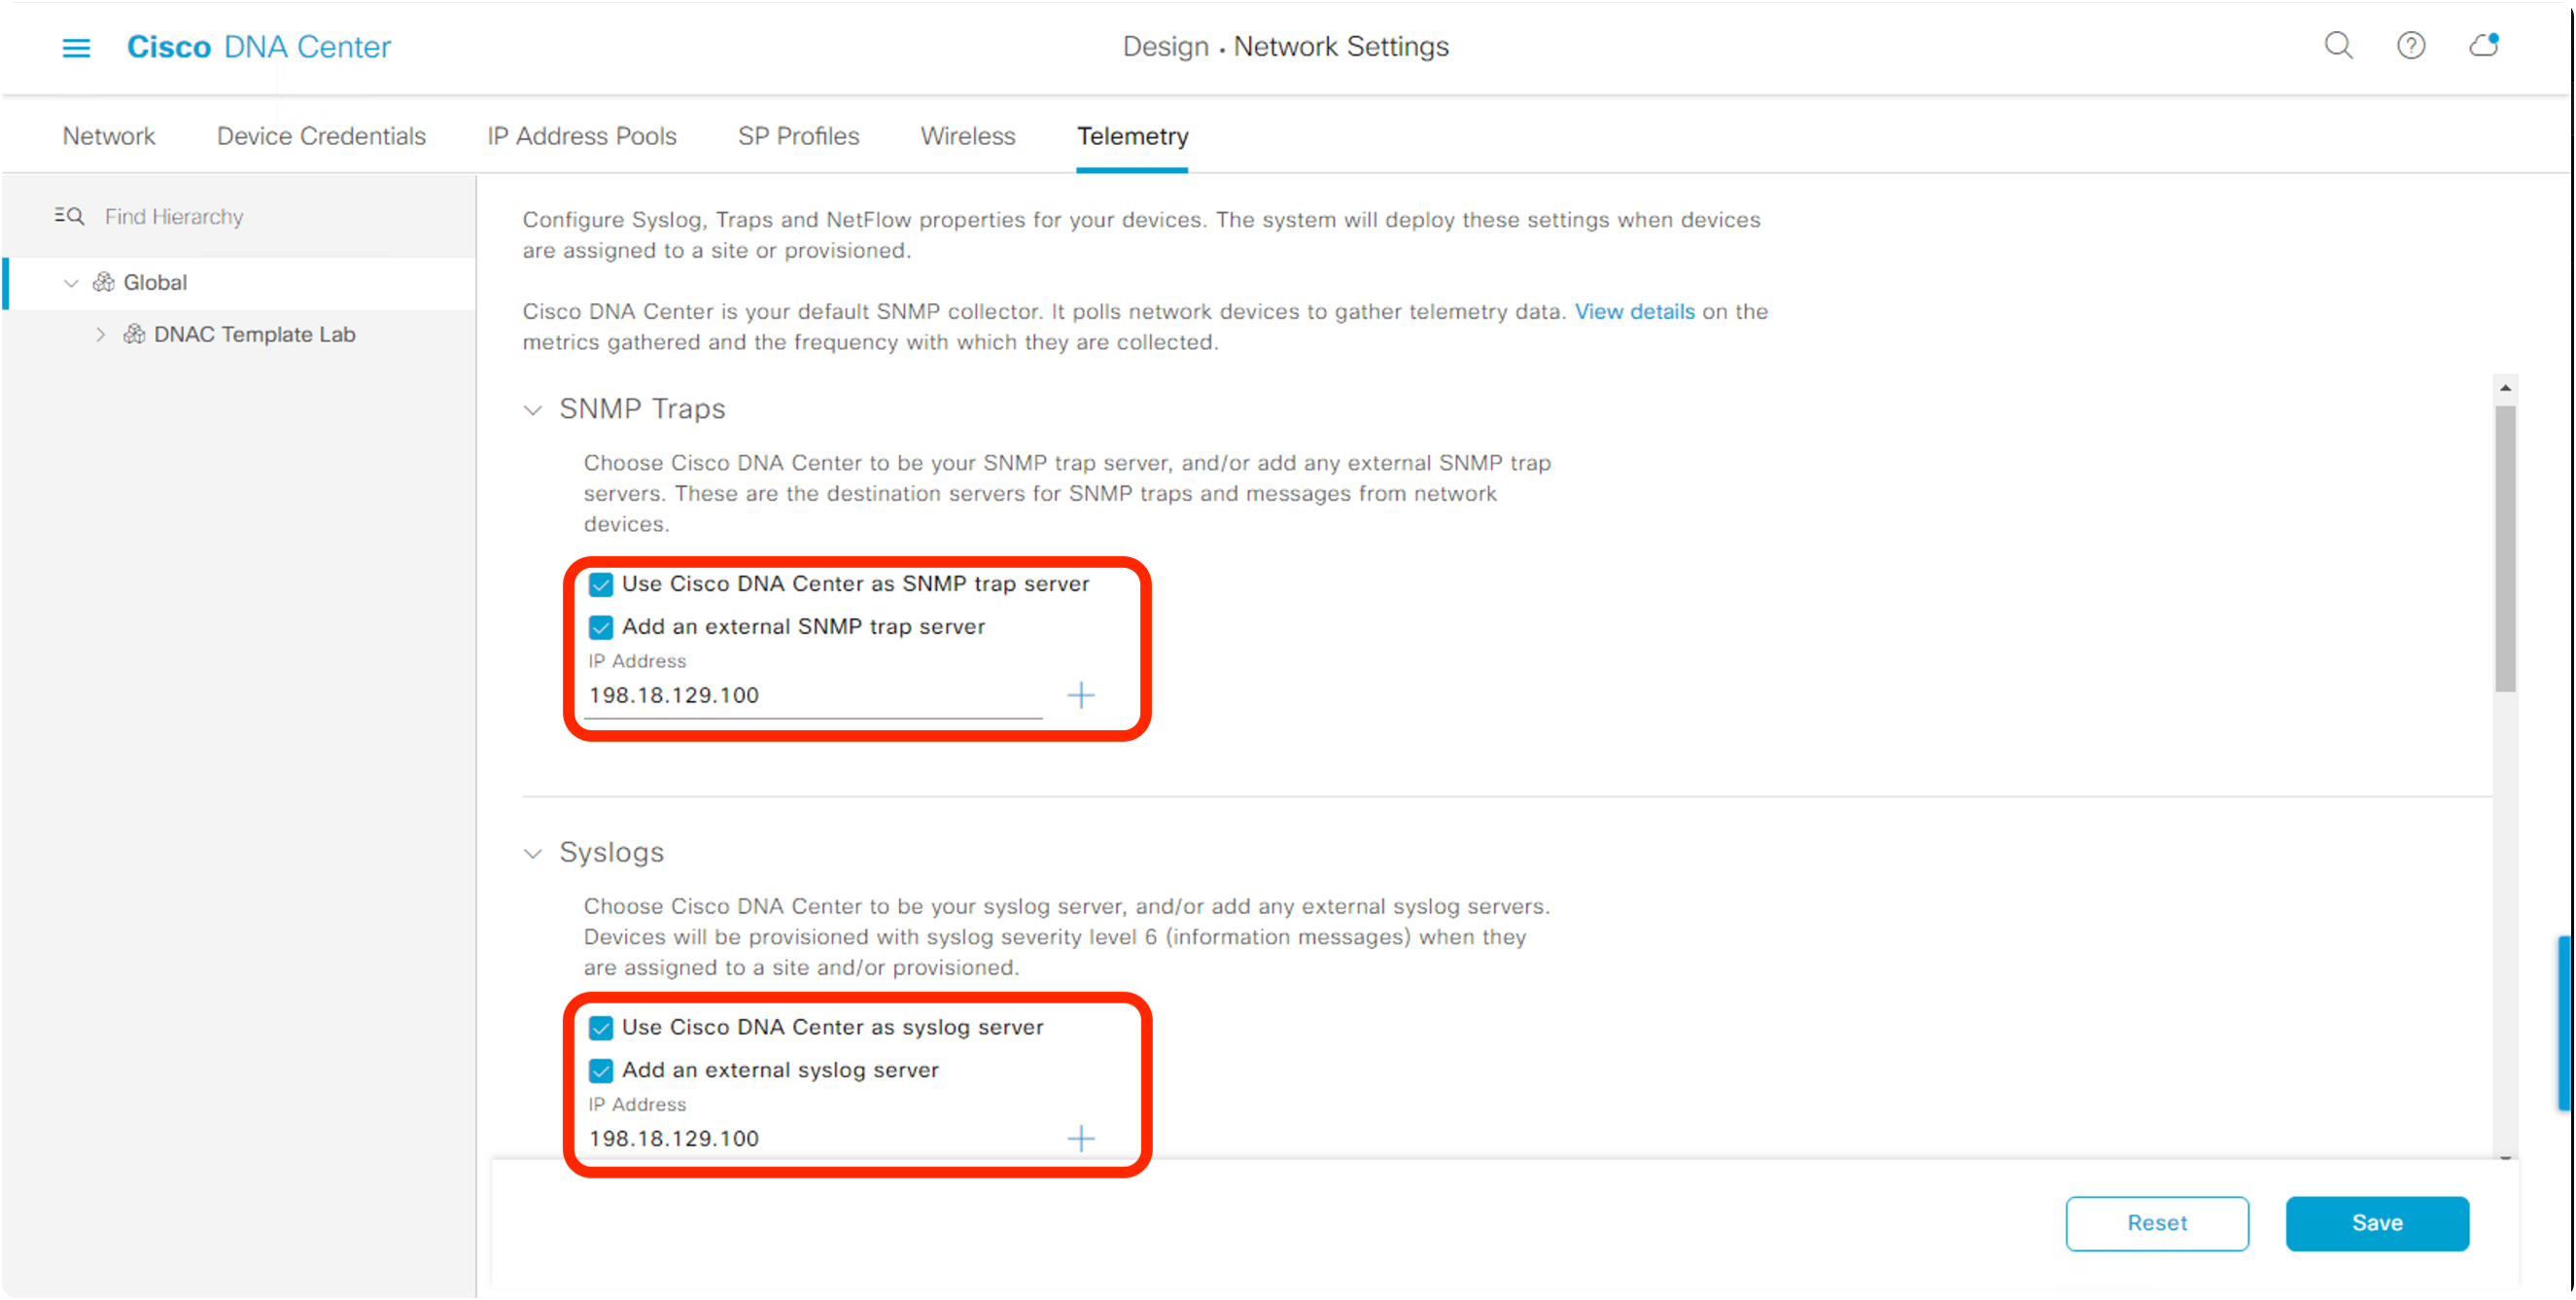 Cisco DNA Center
Design · Network Settings
Network
Device Credentials
IP Address Pools
SP Profiles
Wireless
Telemetry
Find Hierarchy
Global
DNAC Template Lab
Configure Syslog, Traps and NetFlow properties for your devices. The system will deploy these settings when devices
are assigned to a site or provisioned.
Cisco DNA Center is your default SNMP collector. It polls network devices to gather telemetry data. View details on the
metrics gathered and the frequency with which they are collected.
SNMP Traps
Choose Cisco DNA Center to be your SNMP trap server, and/or add any external SNMP trap
servers. These are the destination servers for SNMP traps and messages from network
devices.
Use Cisco DNA Center as SNMP trap server
Add an external SNMP trap server
IP Address
198.18.129.100
Syslogs
Choose Cisco DNA Center to be your syslog server, and/or add any external syslog servers.
Devices will be provisioned with syslog severity level 6 (information messages) when they
are assigned to a site and/or provisioned.
Use Cisco DNA Center as syslog server
Add an external syslog server
IP Address
198.18.129.100
Reset
Save